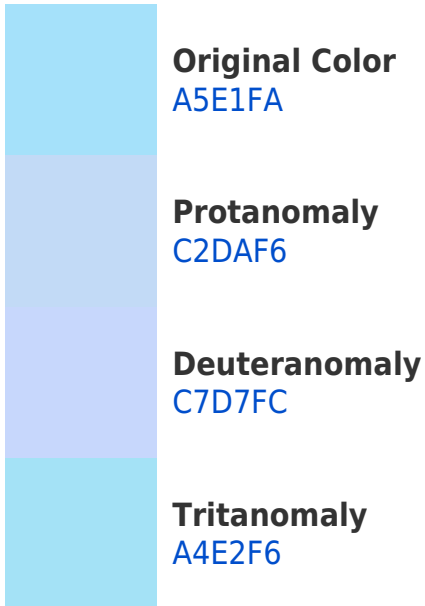 Original Color
A5E1FA
Protanomaly
C2DAF6
Deuteranomaly
C7D7FC
Tritanomaly
A4E2F6